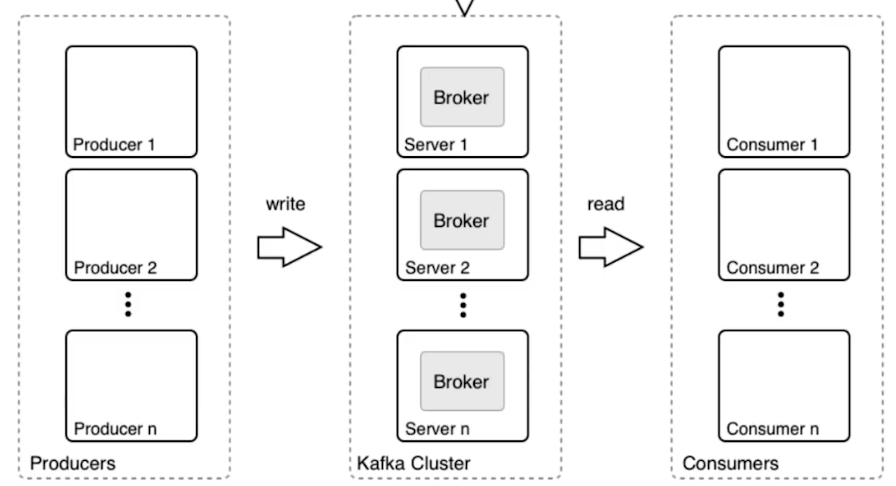 Producer 1
Producer 2
Producer n
Producers
write
Broker
Server 1
Broker
Server 2
Broker
Server n
Kafka Cluster
read
Consumer 1
Consumer 2
Consumer n
Consumers